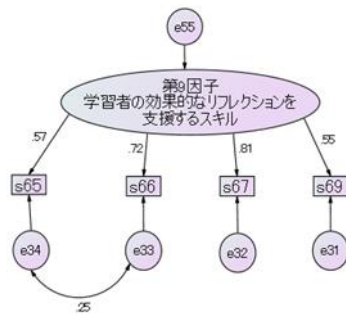 e55
第9因子
学習者の効果的なリフレクションを
支援するスキル
.57
.72
.81
.55
s65
s66
s67
s69
e34
e33
e32
e31
.25